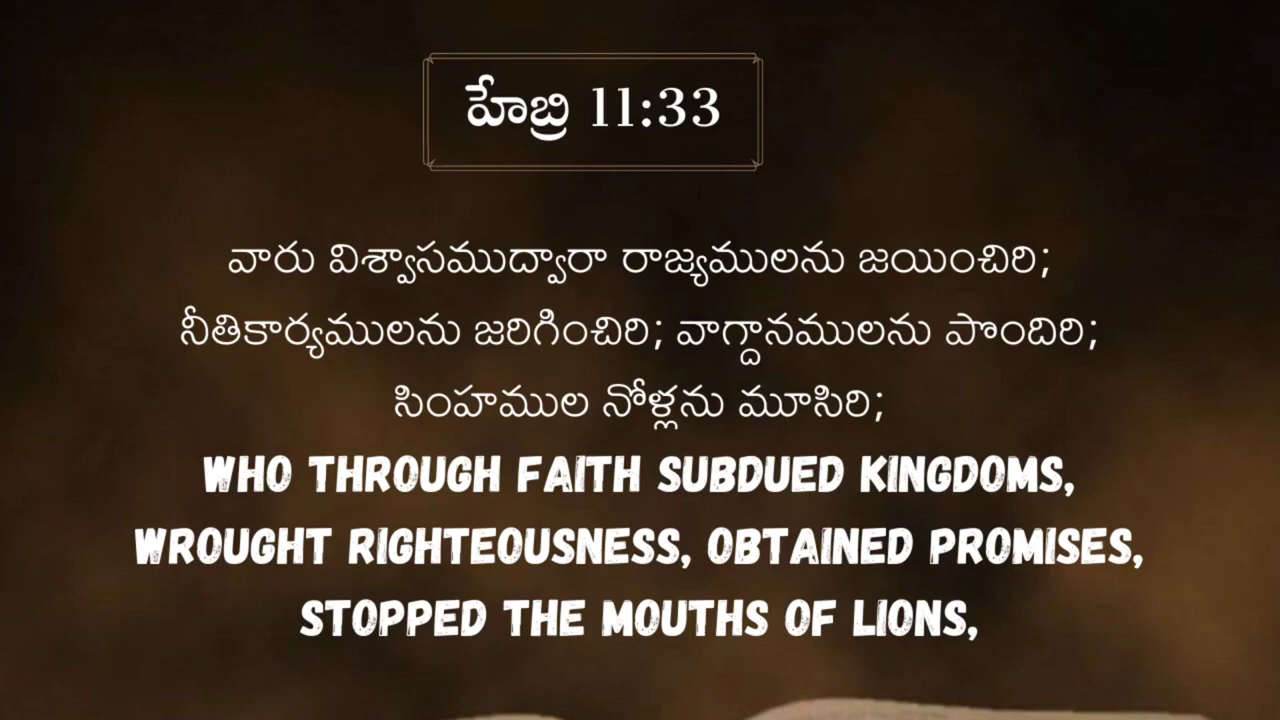 హేబ్రి 11:33
వారు విశ్వాసముద్వారా రాజ్యములను జయించిరి;
నీతికార్యములను జరిగించిరి; వాగ్దానములను పొందిరి;
సింహముల నోళ్లను మూసిరి;
WHO THROUGH FAITH SUBDUED KINGDOMS,
WROUGHT RIGHTEOUSNESS, OBTAINED PROMISES,
STOPPED THE MOUTHS OF LIONS,